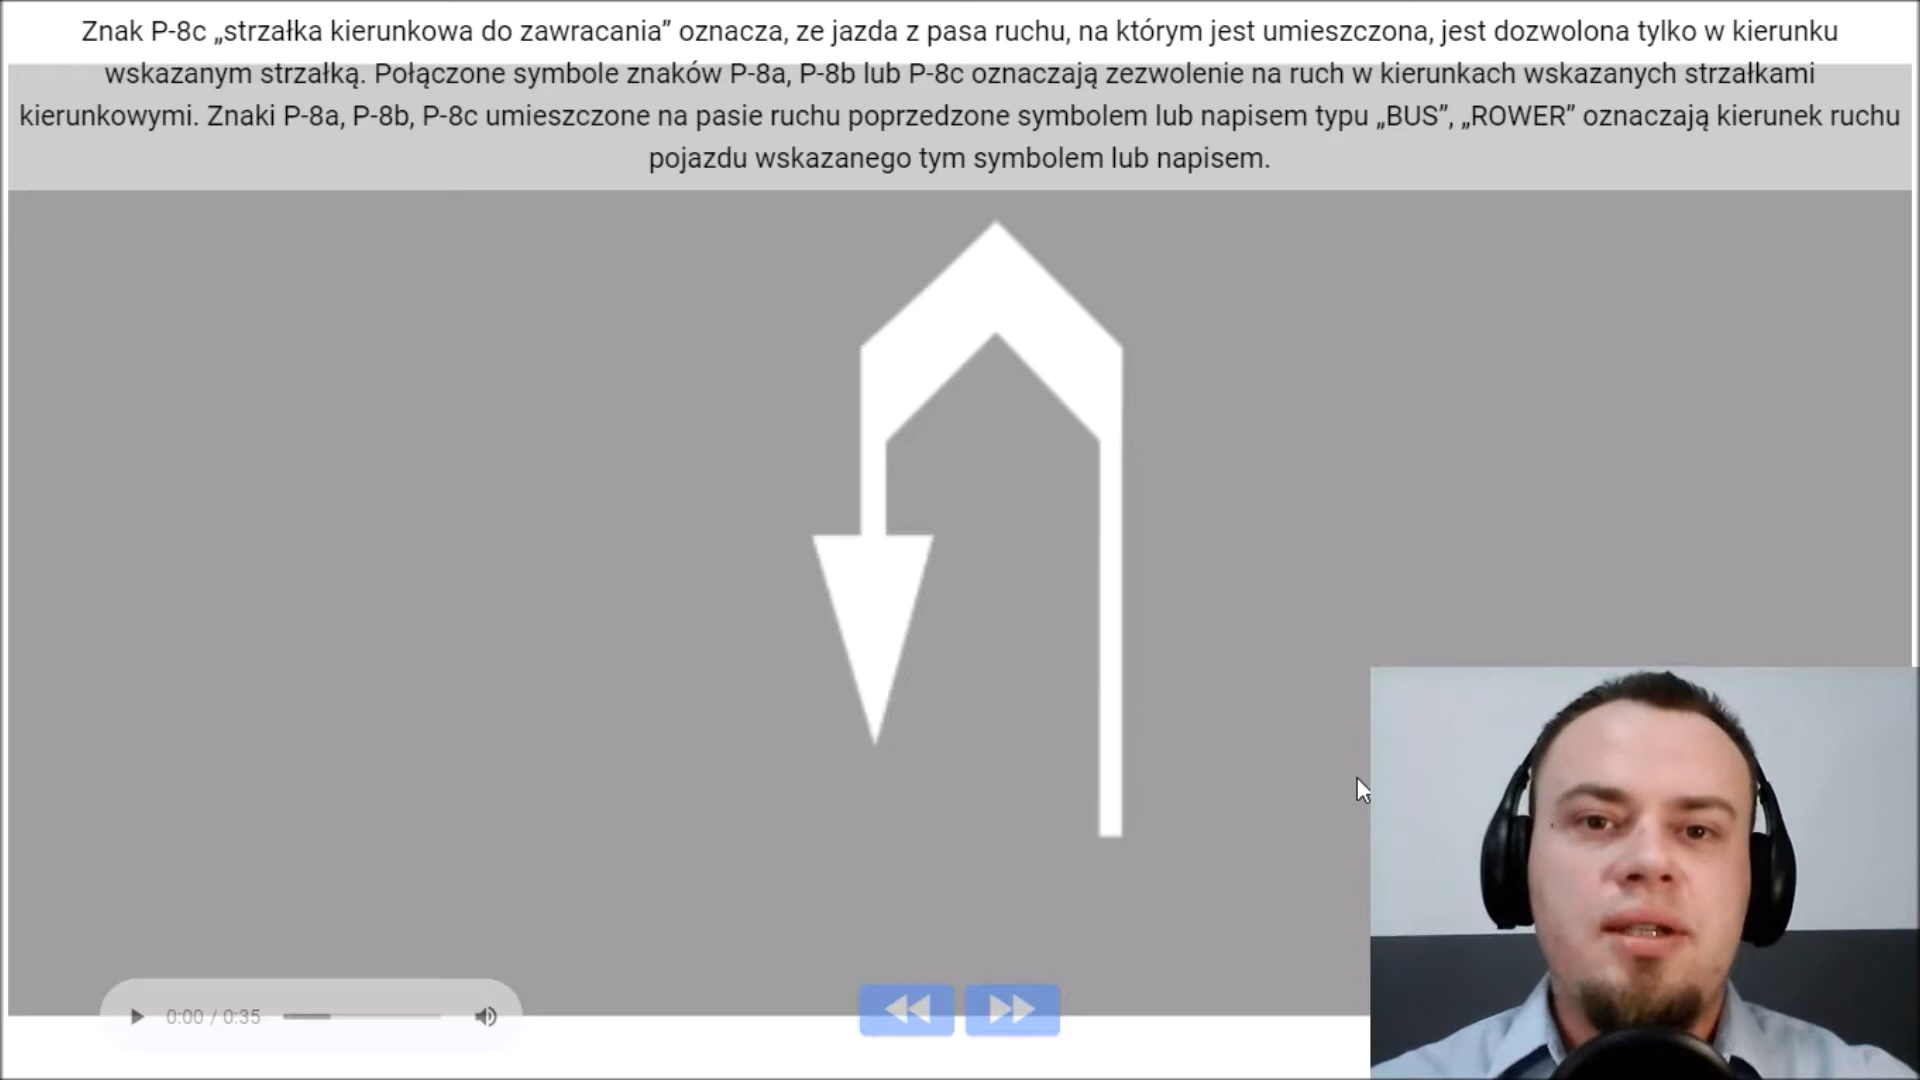 Znak P-8c „strzałka kierunkowa do zawracania” oznacza, ze jazda z pasa ruchu, na którym jest umieszczona, jest dozwolona tylko w kierunku
wskazanym strzałką. Połączone symbole znaków P-8a, P-8b lub P-8c oznaczają zezwolenie na ruch w kierunkach wskazanych strzałkami
kierunkowymi. Znaki P-8a, P-8b, P-8c umieszczone na pasie ruchu poprzedzone symbolem lub napisem typu „BUS”, „ROWER” oznaczają kierunek ruchu
pojazdu wskazanego tym symbolem lub napisem.
0:00 / 0:35